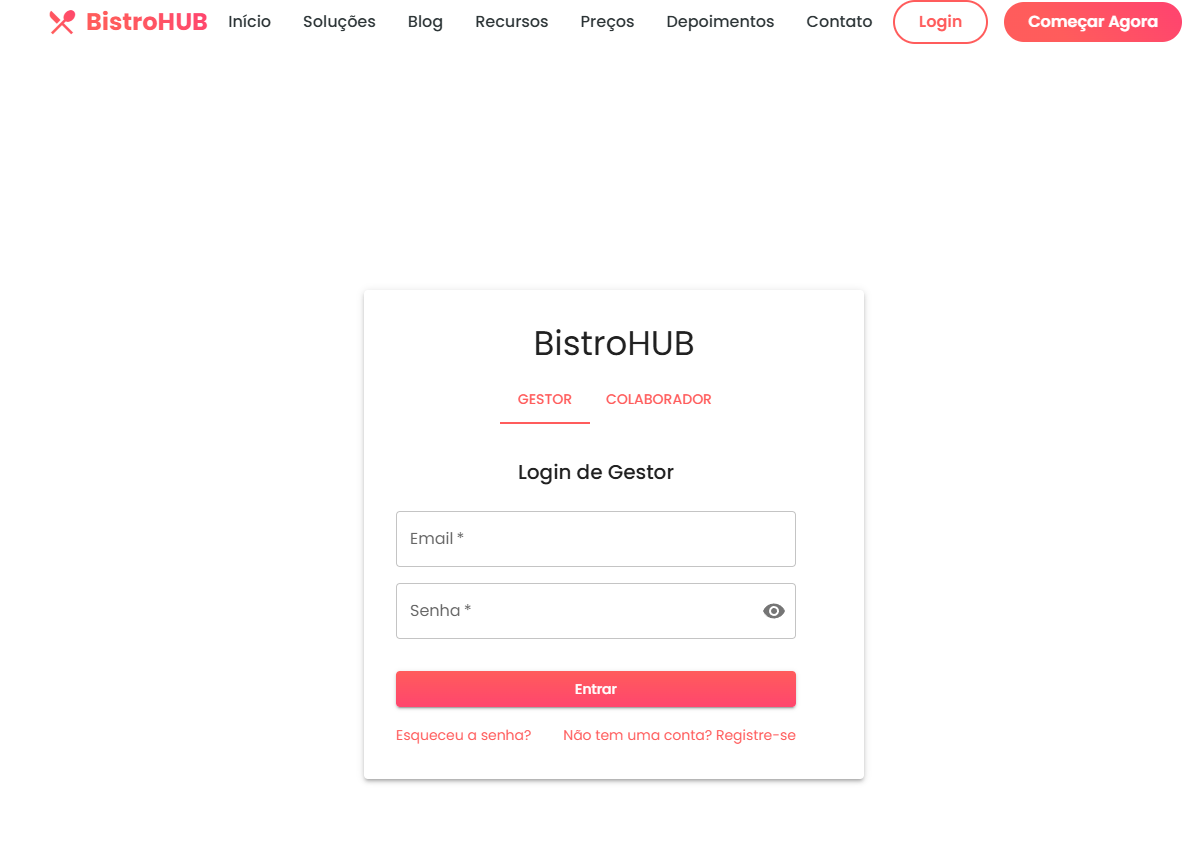 BistroHUB Início Soluções Blog Recursos Preços Depoimentos Contato Login Começar Agora
BistroHUB
GESTOR COLABORADOR
Login de Gestor
Email *
Senha *
Entrar
Esqueceu a senha? Não tem uma conta? Registre-se